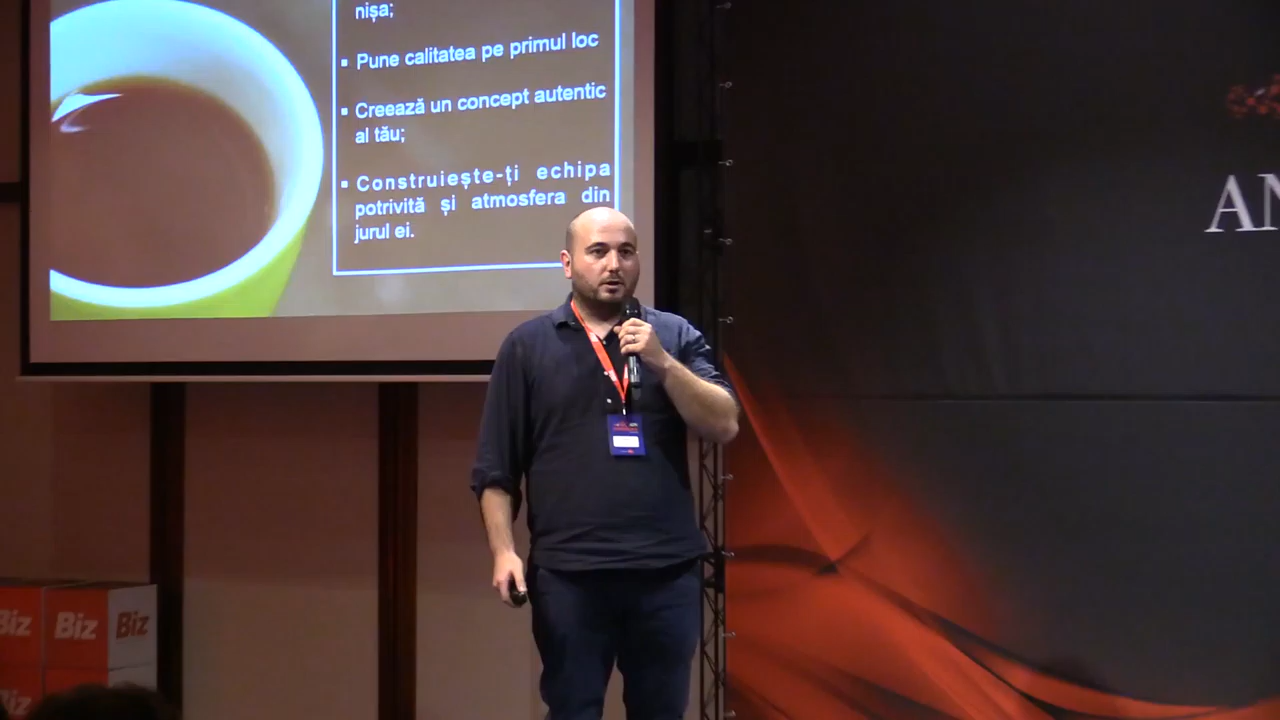 nișa;
Pune calitatea pe primul loc
Creează un concept autentic
al tău;
Construiește-ți echipa
potrivită și atmosfera din
jurul ei.
AN
Biz
Biz
Biz
Biz